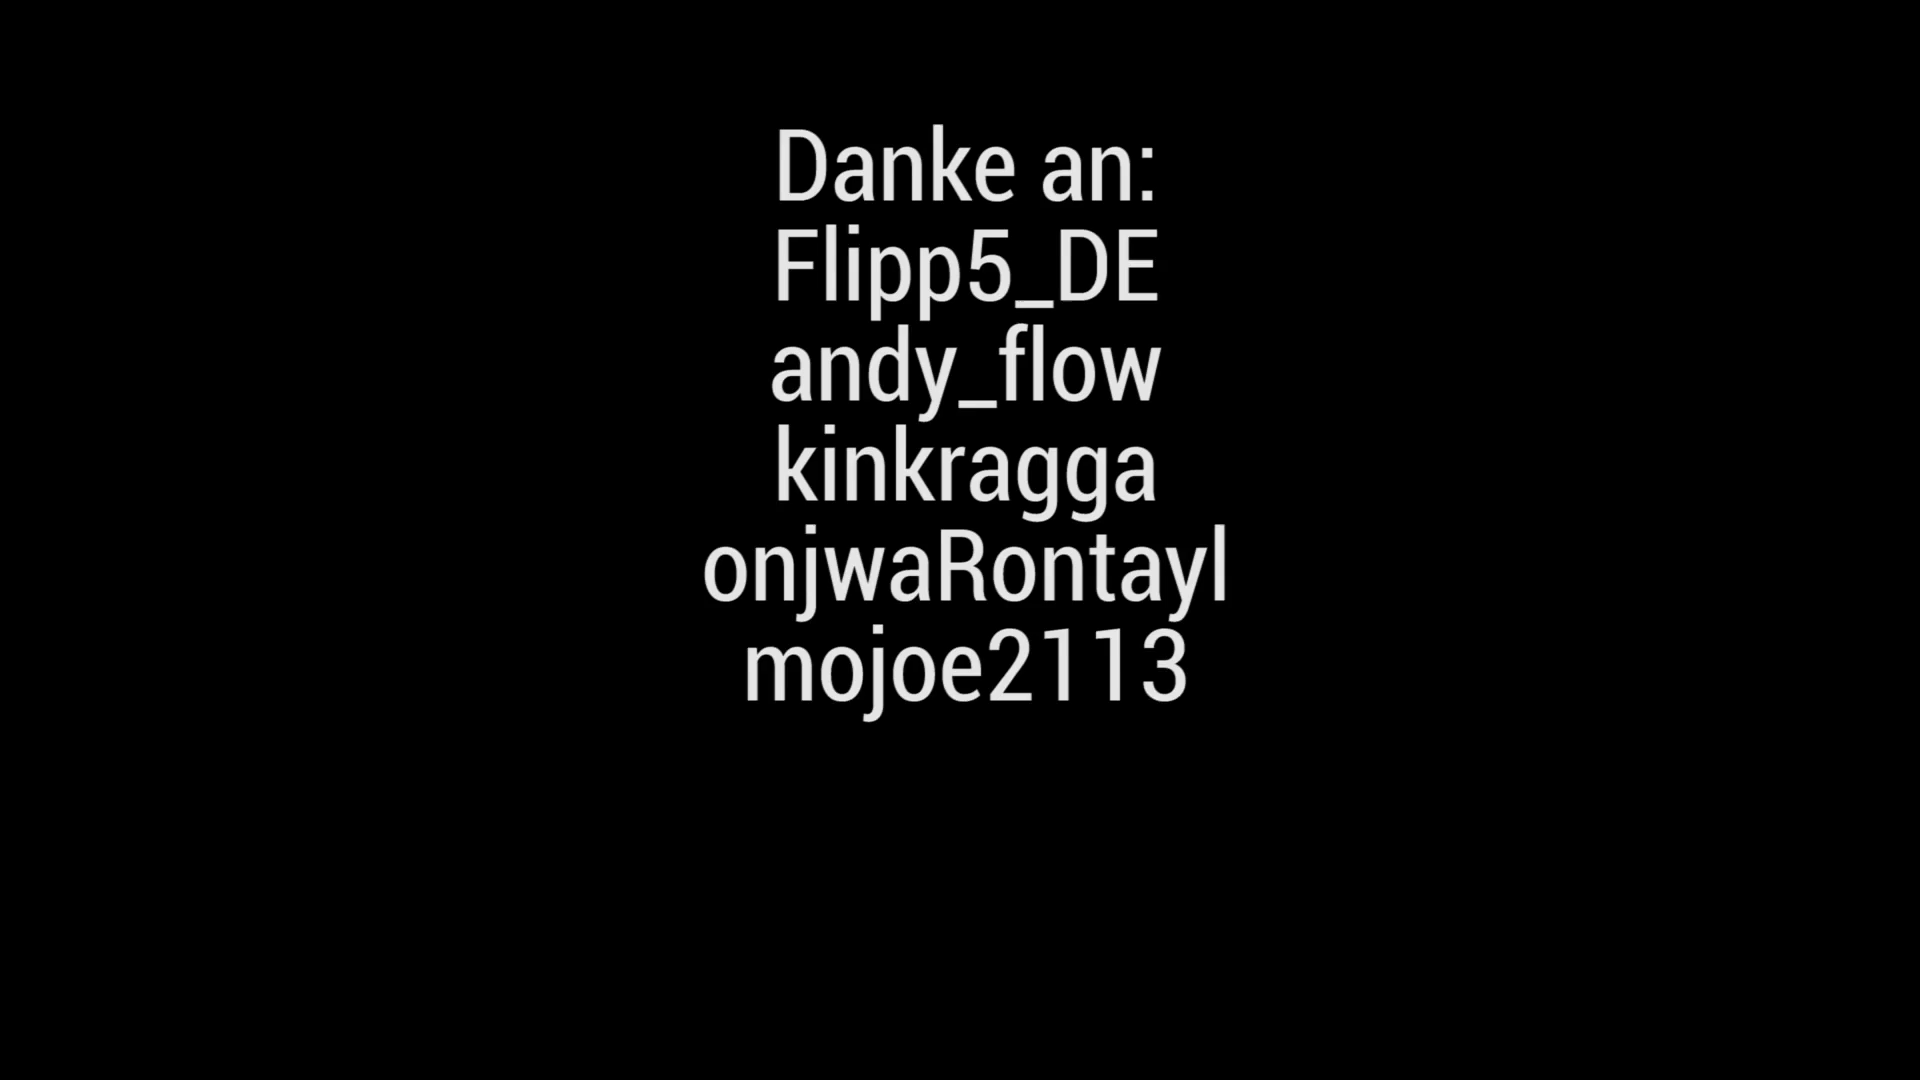 Danke an:
Flipp5_DE
andy_flow
kinkragga
onjwaRontayl
mojoe2113